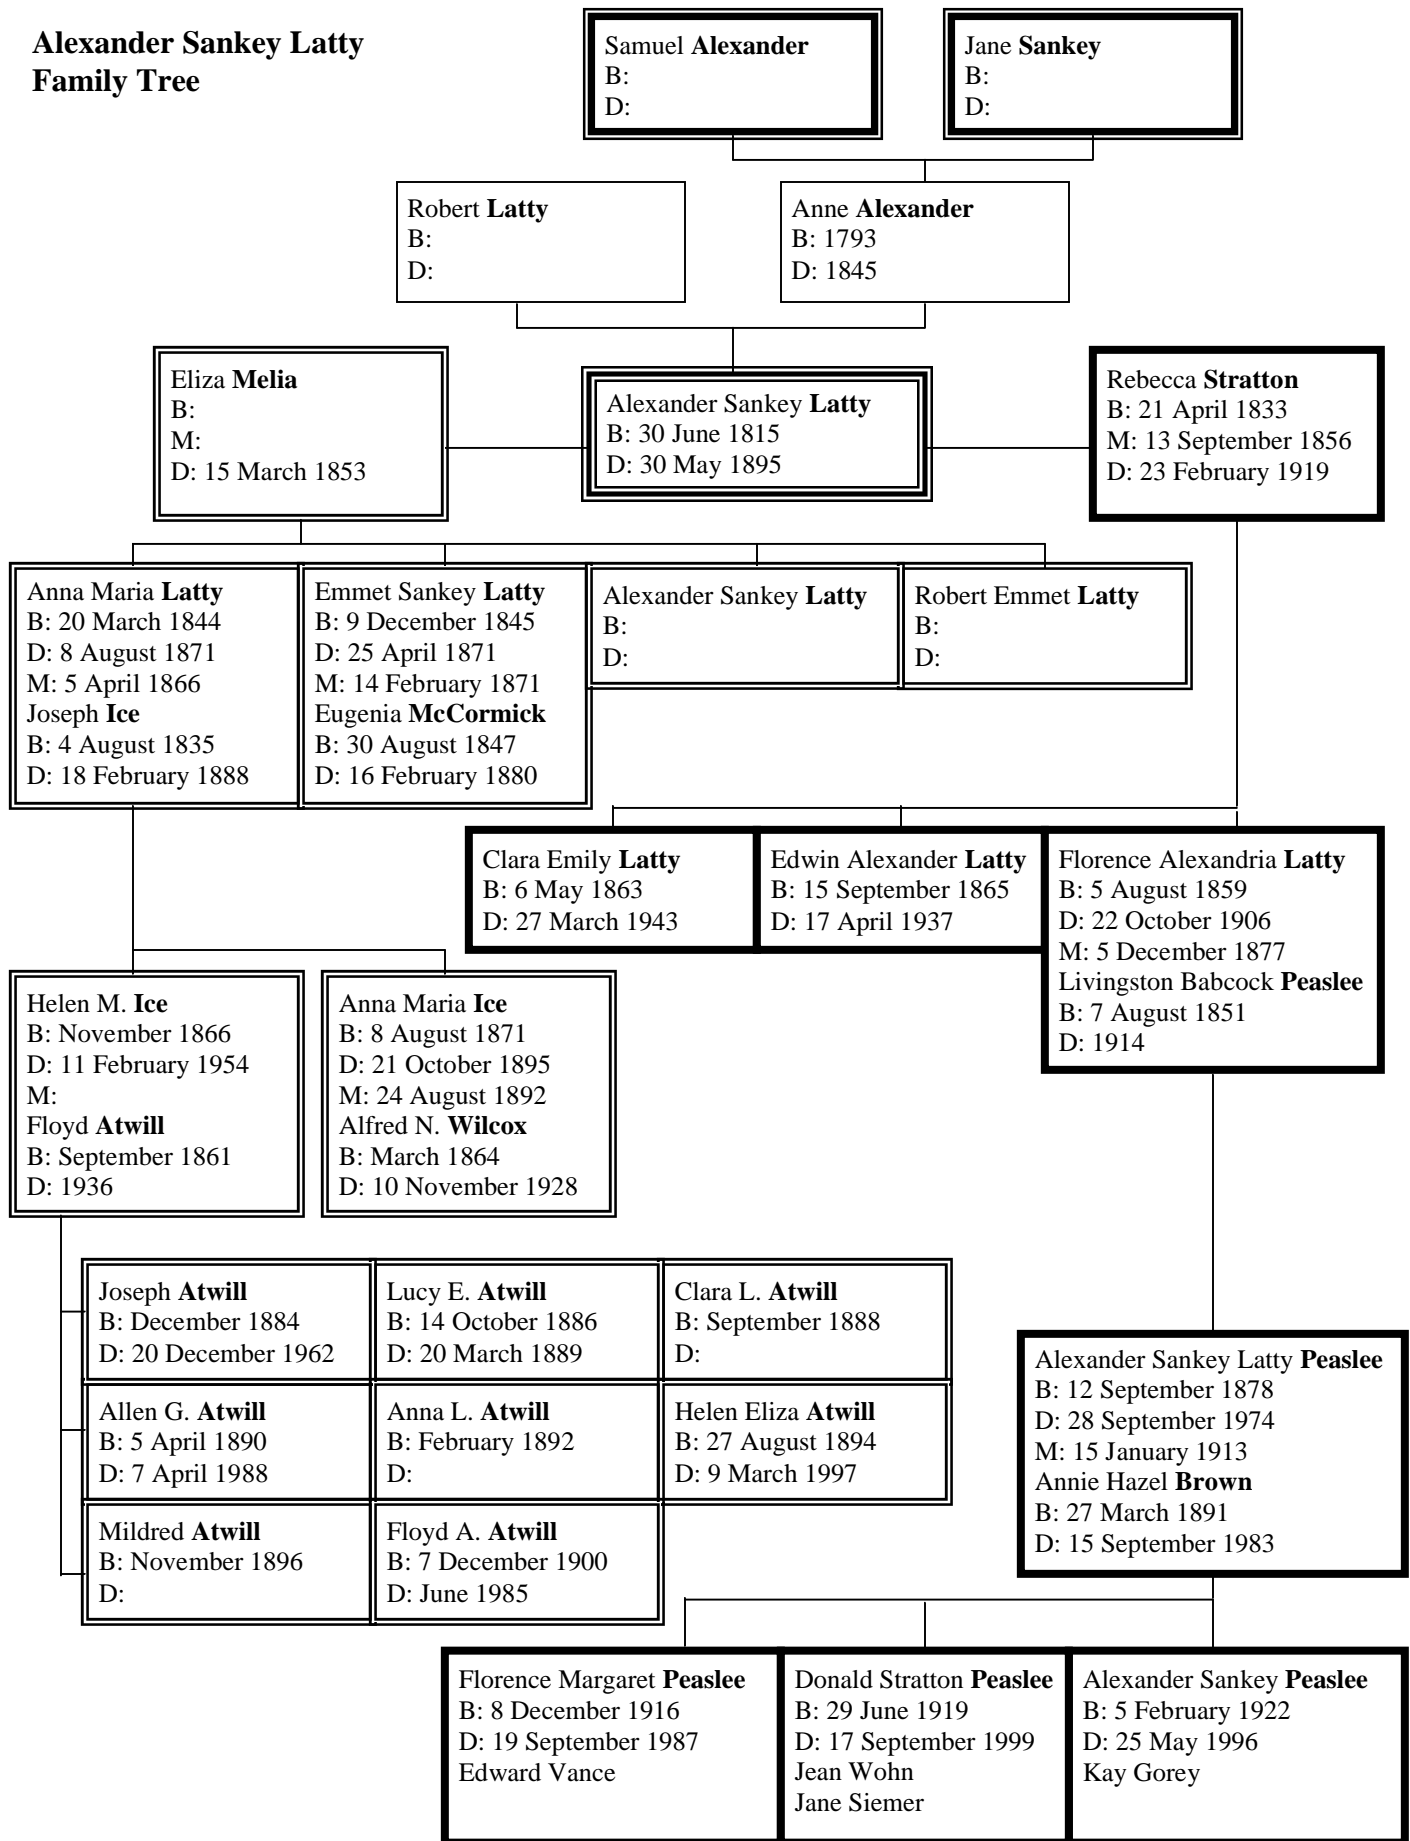 Alexander Sankey Latty
Family Tree
Samuel Alexander
B:
D:
Jane Sankey
B:
D:
Robert Latty
B:
D:
Anne Alexander
B: 1793
D: 1845
Eliza Melia
B:
M:
D: 15 March 1853
Alexander Sankey Latty
B: 30 June 1815
D: 30 May 1895
Rebecca Stratton
B: 21 April 1833
M: 13 September 1856
D: 23 February 1919
Anna Maria Latty
B: 20 March 1844
D: 8 August 1871
M: 5 April 1866
Joseph Ice
B: 4 August 1835
D: 18 February 1888
Emmet Sankey Latty
B: 9 December 1845
D: 25 April 1871
M: 14 February 1871
Eugenia McCormick
B: 30 August 1847
D: 16 February 1880
Alexander Sankey Latty
B:
D:
Robert Emmet Latty
B:
D:
Clara Emily Latty
B: 6 May 1863
D: 27 March 1943
Edwin Alexander Latty
B: 15 September 1865
D: 17 April 1937
Florence Alexandria Latty
B: 5 August 1859
D: 22 October 1906
M: 5 December 1877
Livingston Babcock Peaslee
B: 7 August 1851
D: 1914
Helen M. Ice
B: November 1866
D: 11 February 1954
M:
Floyd Atwill
B: September 1861
D: 1936
Anna Maria Ice
B: 8 August 1871
D: 21 October 1895
M: 24 August 1892
Alfred N. Wilcox
B: March 1864
D: 10 November 1928
Joseph Atwill
B: December 1884
D: 20 December 1962
Lucy E. Atwill
B: 14 October 1886
D: 20 March 1889
Clara L. Atwill
B: September 1888
D:
Allen G. Atwill
B: 5 April 1890
D: 7 April 1988
Anna L. Atwill
B: February 1892
D:
Helen Eliza Atwill
B: 27 August 1894
D: 9 March 1997
Mildred Atwill
B: November 1896
D:
Floyd A. Atwill
B: 7 December 1900
D: June 1985
Alexander Sankey Latty Peaslee
B: 12 September 1878
D: 28 September 1974
M: 15 January 1913
Annie Hazel Brown
B: 27 March 1891
D: 15 September 1983
Florence Margaret Peaslee
B: 8 December 1916
D: 19 September 1987
Edward Vance
Donald Stratton Peaslee
B: 29 June 1919
D: 17 September 1999
Jean Wohn
Jane Siemer
Alexander Sankey Peaslee
B: 5 February 1922
D: 25 May 1996
Kay Gorey